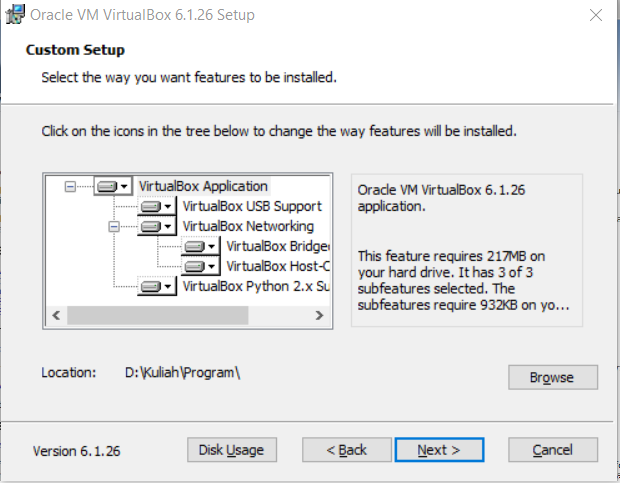 Oracle VM VirtualBox 6.1.26 Setup
Custom Setup
Select the way you want features to be installed.
Click on the icons in the tree below to change the way features will be installed.
VirtualBox Application
VirtualBox USB Support
VirtualBox Networking
VirtualBox Bridge
VirtualBox Host-C
VirtualBox Python 2.x Su
Oracle VM VirtualBox 6.1.26
application.
This feature requires 217MB on
your hard drive. It has 3 of 3
subfeatures selected. The
subfeatures require 932KB on yo...
Location: D:\Kuliah\Program\
Browse
Version 6.1.26
Disk Usage
< Back
Next >
Cancel